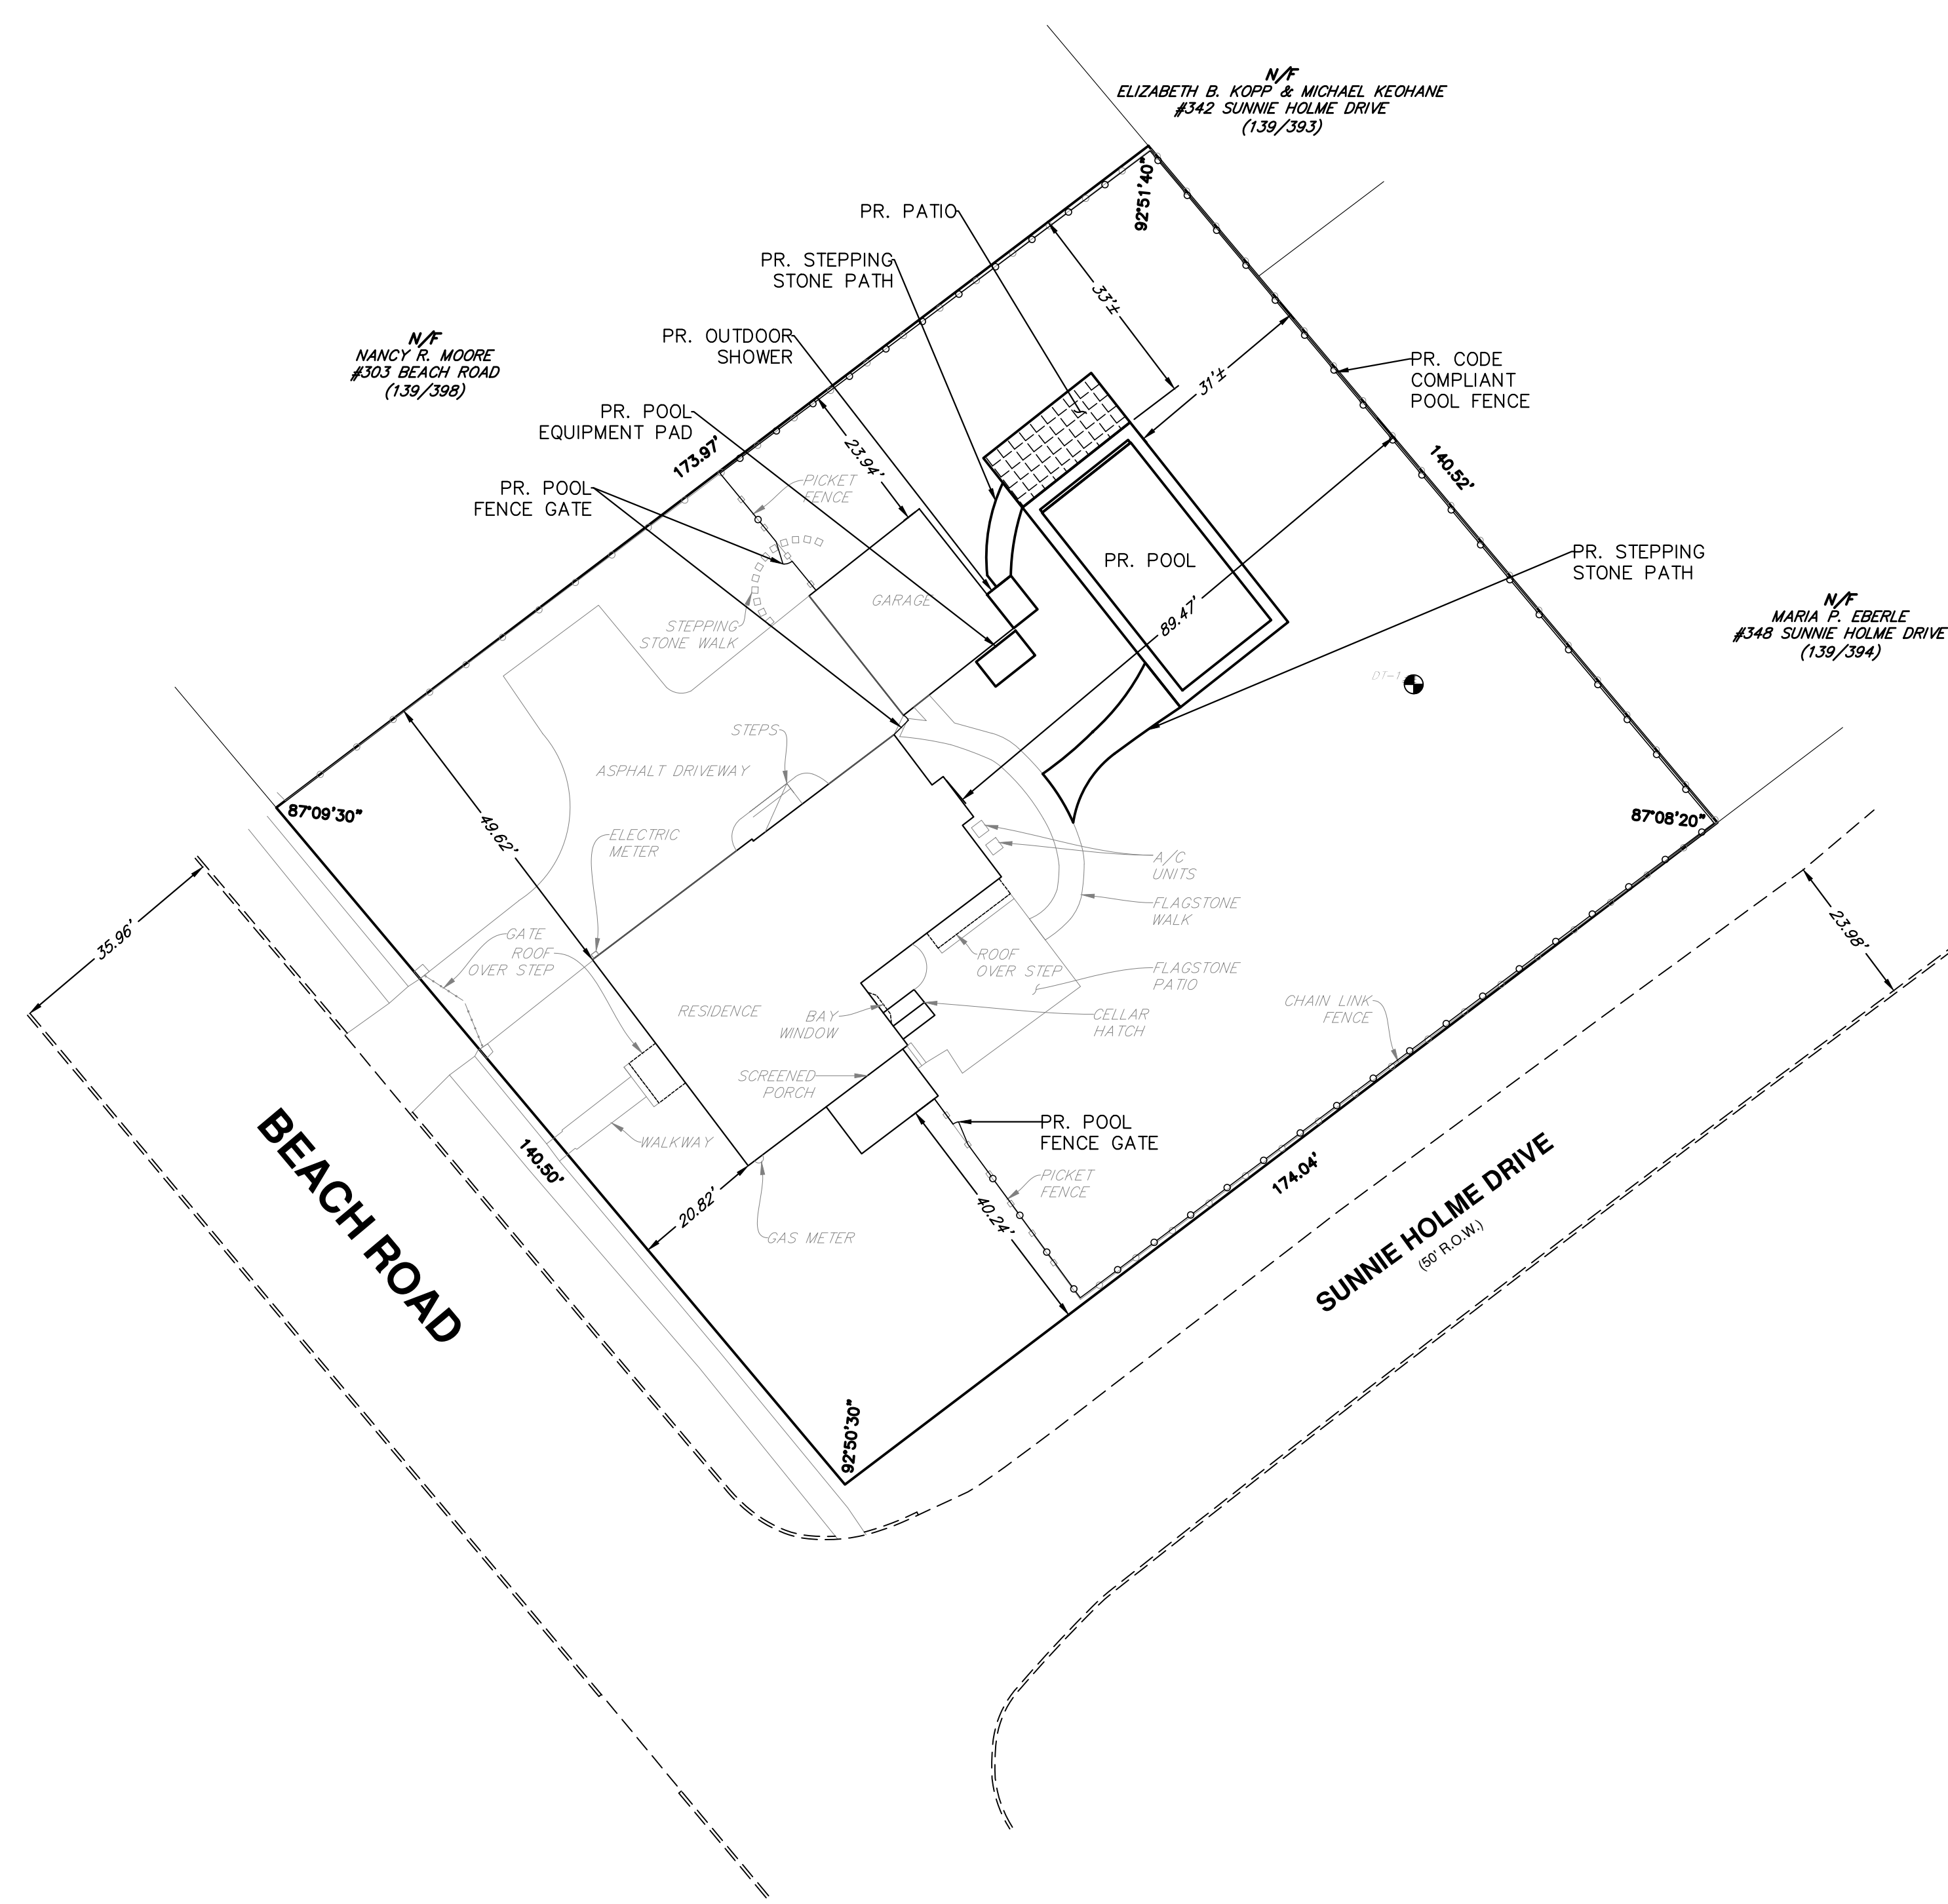 N/F
ELIZABETH B. KOPP & MICHAEL KEOHANE
#342 SUNNIE HOLME DRIVE
(139/393)
92°51'40"
PR. PATIO
PR. STEPPING
STONE PATH
33'±
PR. OUTDOOR
SHOWER
N/F
NANCY R. MOORE
#303 BEACH ROAD
(139/398)
31'±
PR. CODE
COMPLIANT
POOL FENCE
PR. POOL
EQUIPMENT PAD
173.97'
23.94'
140.52'
PICKET
FENCE
PR. POOL
FENCE GATE
PR. POOL
PR. STEPPING
STONE PATH
GARAGE
89.47'
STEPPING
STONE WALK
N/F
MARIA P. EBERLE
#348 SUNNIE HOLME DRIVE
(139/394)
DT-1
STEPS
ASPHALT DRIVEWAY
87°09'30"
87°08'20"
49.62'
ELECTRIC
METER
A/C
UNITS
FLAGSTONE
WALK
35.96'
GATE
ROOF
OVER STEP
ROOF
OVER STEP
FLAGSTONE
PATIO
23.98'
RESIDENCE
BAY
WINDOW
CELLAR
HATCH
CHAIN LINK
FENCE
SCREENED
PORCH
PR. POOL
FENCE GATE
WALKWAY
140.50'
BEACH ROAD
PICKET
FENCE
174.04'
20.82'
40.24'
GAS METER
SUNNIE HOLME DRIVE
(50' R.O.W.)
92°50'30"